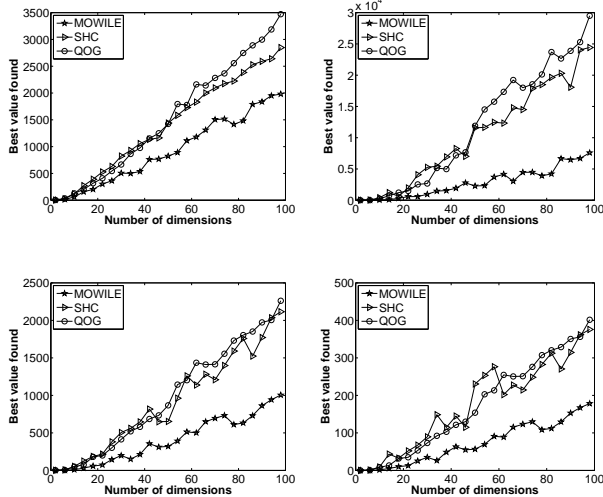 3500
3000
2500
2000
1500
1000
500
0
0 20 40 60 80 100
Number of dimensions
Best value found
MOWILE
SHC
QOG
3 x 10^4
2.5
2
1.5
1
0.5
0
0 20 40 60 80 100
Number of dimensions
Best value found
MOWILE
SHC
QOG
2500
2000
1500
1000
500
0
0 20 40 60 80 100
Number of dimensions
Best value found
MOWILE
SHC
QOG
500
400
300
200
100
0
0 20 40 60 80 100
Number of dimensions
Best value found
MOWILE
SHC
QOG